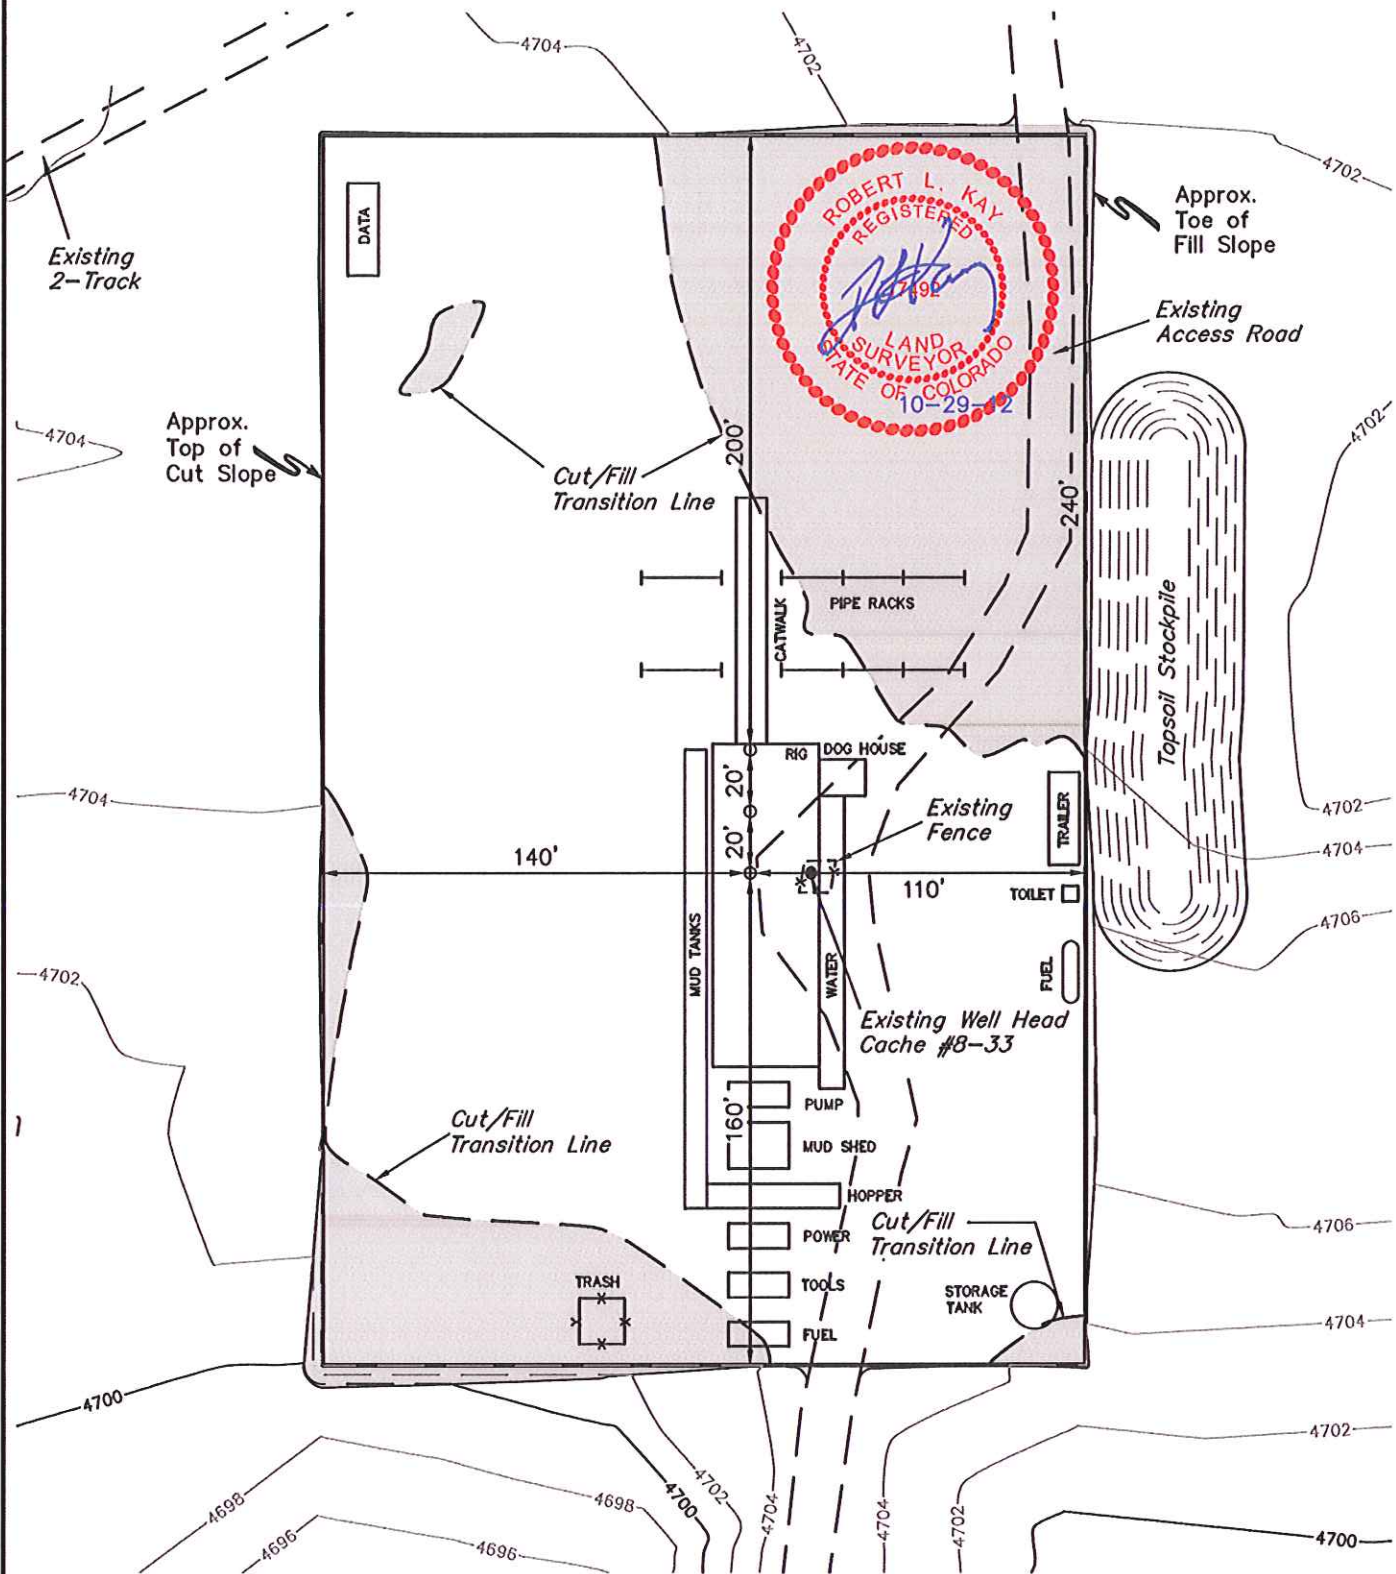 4704
4702
4702
Existing
2-Track
DATA
ROBERT L. KAY
REGISTERED
LAND
SURVEYOR
STATE OF COLORADO
10-29-12
Approx.
Toe of
Fill Slope
Existing
Access Road
4704
Approx.
Top of
Cut Slope
Cut/Fill
Transition Line
200'
240'
4702
PIPE RACKS
CATWALK
Topsoil Stockpile
4704
RIG
DOG HOUSE
20'
20'
Existing
Fence
TRAILER
4702
4704
140'
110'
TOILET
4706
4702
MUD TANKS
WATER
FUEL
Existing Well Head
Cache #8-33
Cut/Fill
Transition Line
160'
PUMP
MUD SHED
HOPPER
POWER
TOOLS
FUEL
Cut/Fill
Transition Line
4706
TRASH
STORAGE
TANK
4704
4700
4702
4698
4698
4700
4702
4704
4704
4702
4700
4696
4696